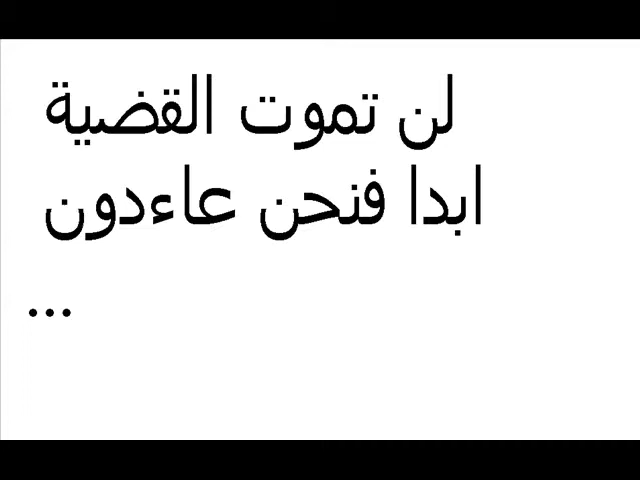 لن تموت القضية
ابدا فنحن عاءدون
...